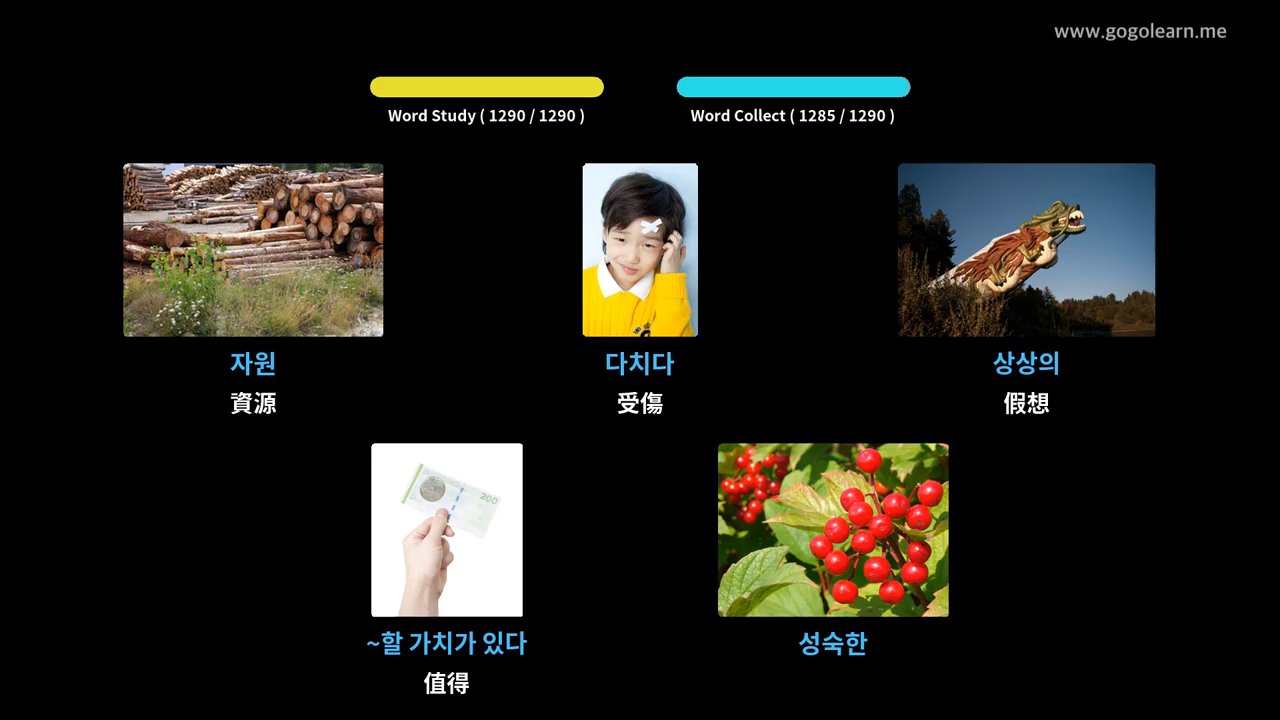 www.gogolearn.me
Word Study ( 1290 / 1290 )
Word Collect ( 1285 / 1290 )
자원
資源
다치다
受傷
상상의
假想
200
~할 가치가 있다
值得
성숙한